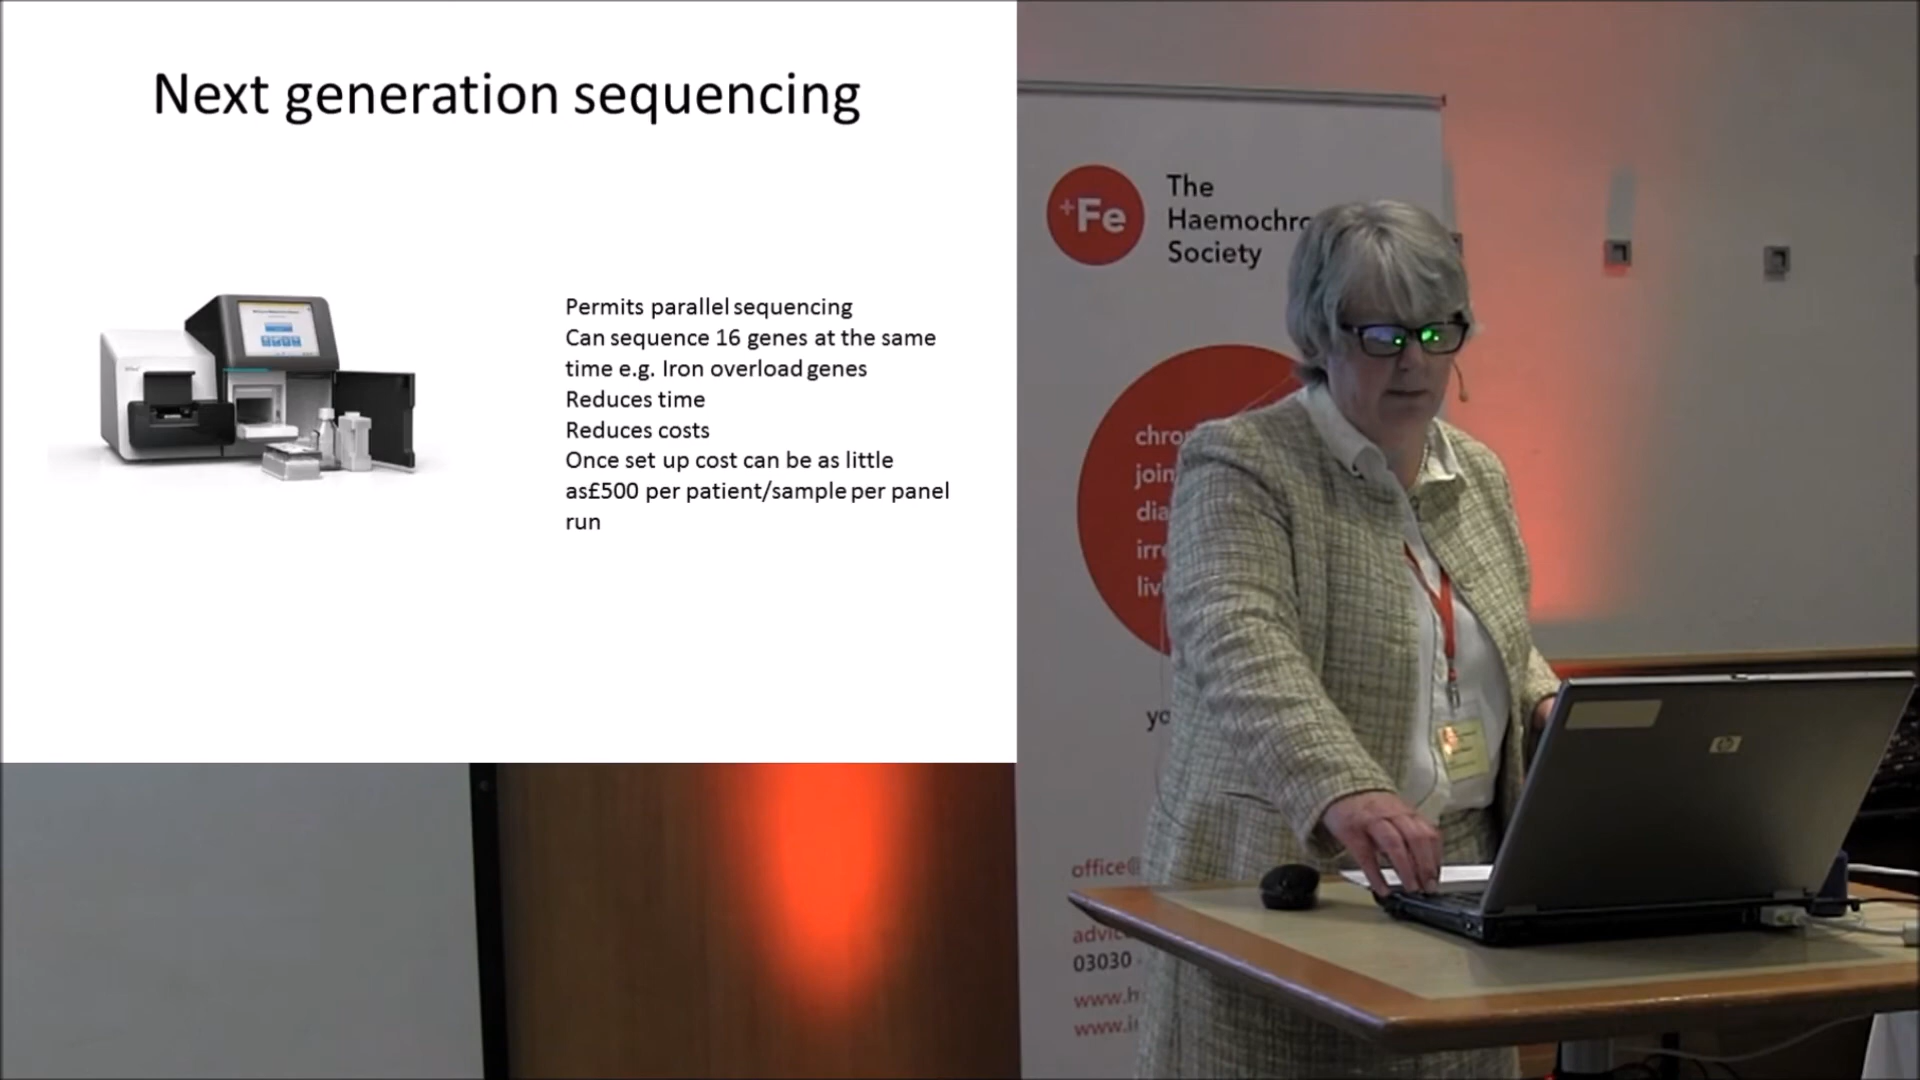 Next generation sequencing
Permits parallel sequencing
Can sequence 16 genes at the same
time e.g. Iron overload genes
Reduces time
Reduces costs
Once set up cost can be as little
as£500 per patient/sample per panel
run
+Fe
The
Haemochro
Society
chro
join
dia
irre
liv
yo
office@
advic
03030
www.h
www.i
hp